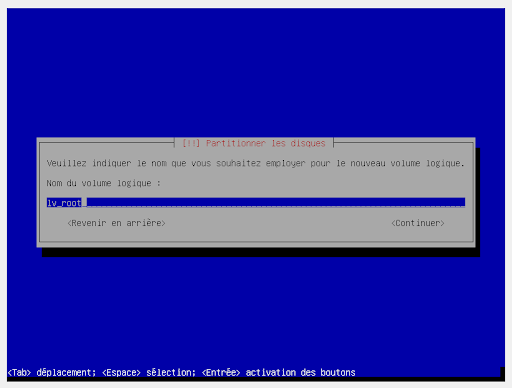 [!!] Partitionner les disques
Veuillez indiquer le nom que vous souhaitez employer pour le nouveau volume logique.
Nom du volume logique :
lv_root
<Revenir en arrière> <Continuer>
<Tab> déplacement; <Espace> sélection; <Entrée> activation des boutons